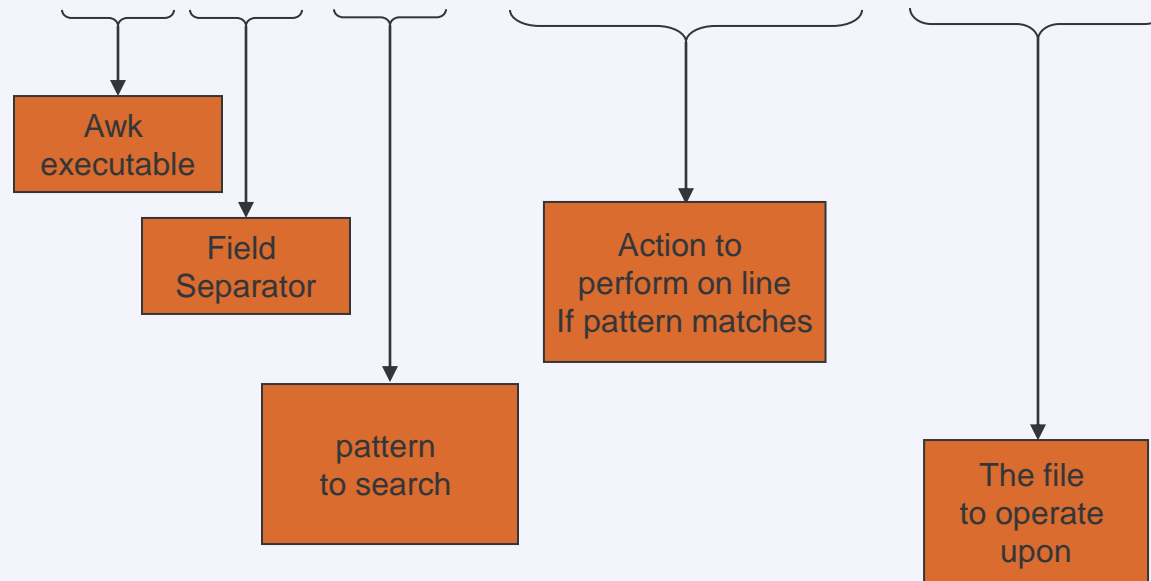 Awk
executable
Field
Separator
pattern
to search
Action to
perform on line
If pattern matches
The file
to operate
upon